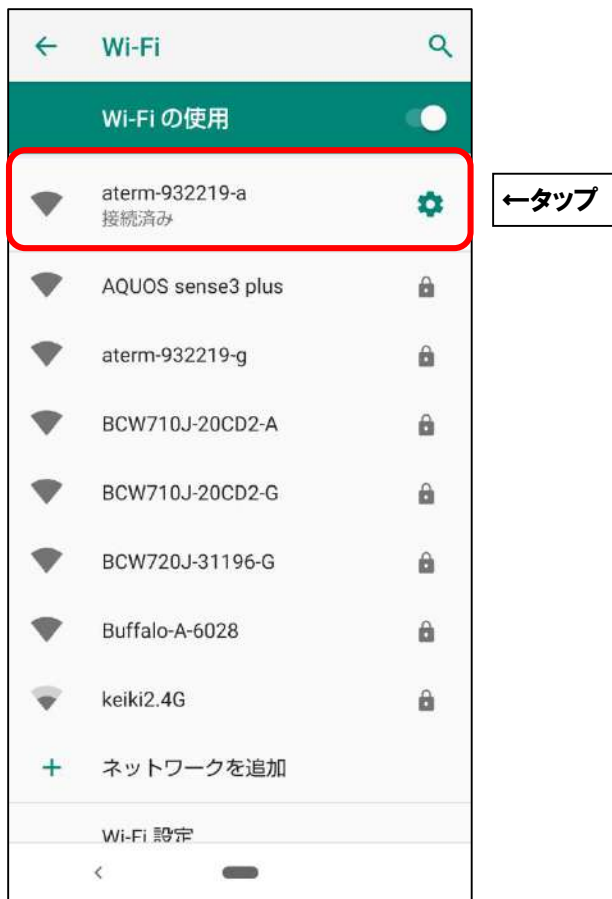 Wi-Fi
Wi-Fi の使用
aterm-932219-a
接続済み
←タップ
AQUOS sense3 plus
aterm-932219-g
BCW710J-20CD2-A
BCW710J-20CD2-G
BCW720J-31196-G
Buffalo-A-6028
keiki2.4G
ネットワークを追加
Wi-Fi 設定